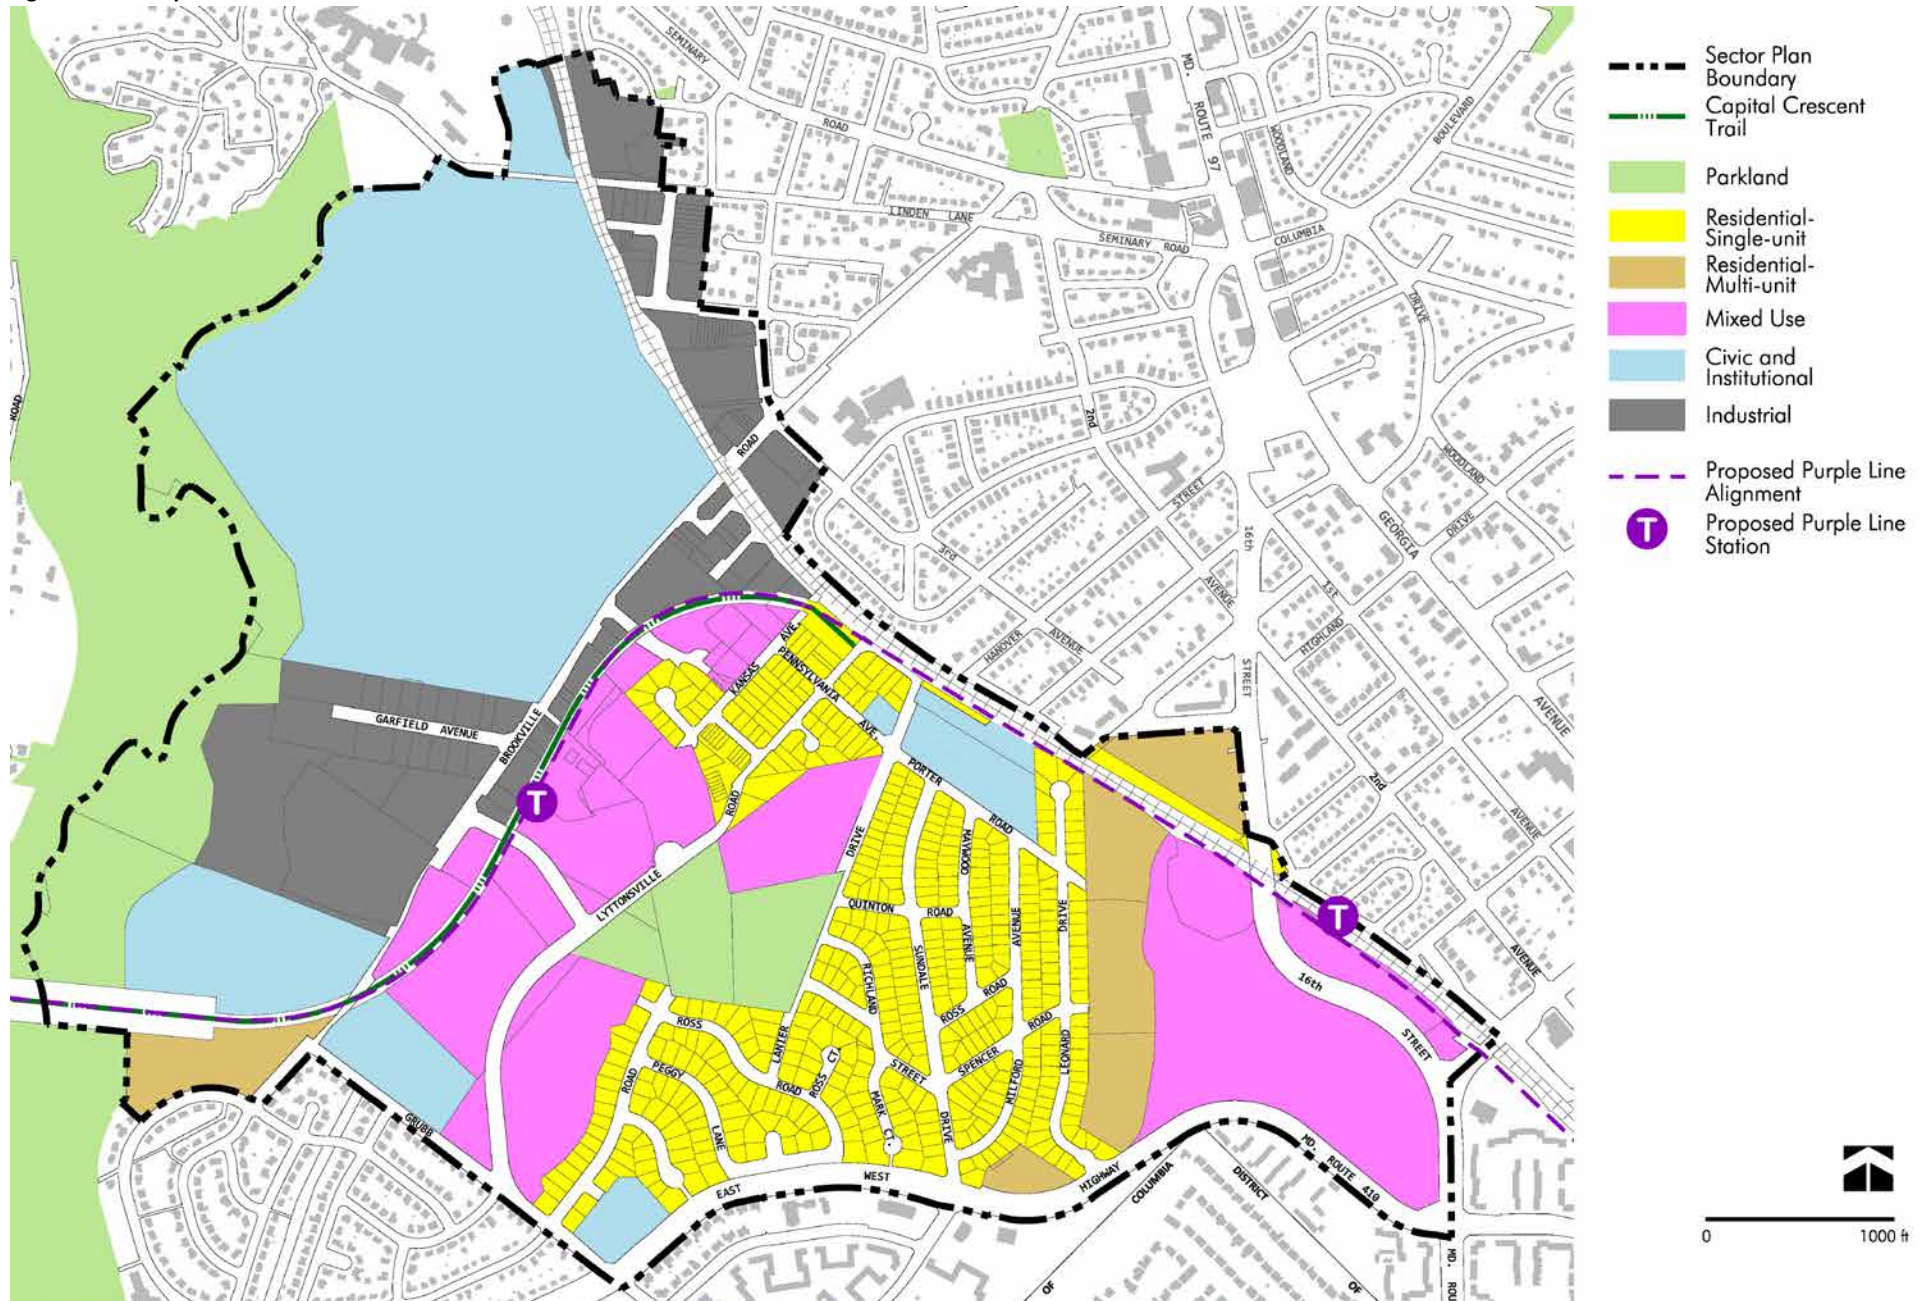 SEMINARY
ROAD
MD.
ROUTE
97
WOODLAND
BOULEVARD
LINDEN LANE
SEMINARY ROAD
COLUMBIA
DRIVE
ROAD
ROAD
2nd
WOODLAND
DRIVE
STREET
GEORGIA
16th
3rd
AVENUE
1st
HIGHLAND
HANOVER AVENUE
STREET
AVENUE
AVE.
KANSAS
PENNSYLVANIA
AVE.
GARFIELD AVENUE
BROOKVILLE
T
PORTER
ROAD
ROAD
DRIVE
MAYWOOD
AVENUE
2nd
AVENUE
LYTTONSVILLE
QUINTON ROAD
AVENUE
DRIVE
T
AVENUE
RICHLAND
SUNDALE
16th
STREET
ROSS
ROAD
ROSS
LANIER
ROAD
ROSS CT.
STREET
SPENCER
ROAD
MILFORD
LEONARD
PEGGY
LANE
ROAD
MARK CT.
DRIVE
GRUBB
EAST
WEST
HIGHWAY
MD.
ROUTE 410
COLUMBIA
DISTRICT
OF
OF
MD.
ROU
Sector Plan
Boundary
Capital Crescent
Trail
Parkland
Residential-
Single-unit
Residential-
Multi-unit
Mixed Use
Civic and
Institutional
Industrial
Proposed Purple Line
Alignment
T
Proposed Purple Line
Station
0
1000 ft